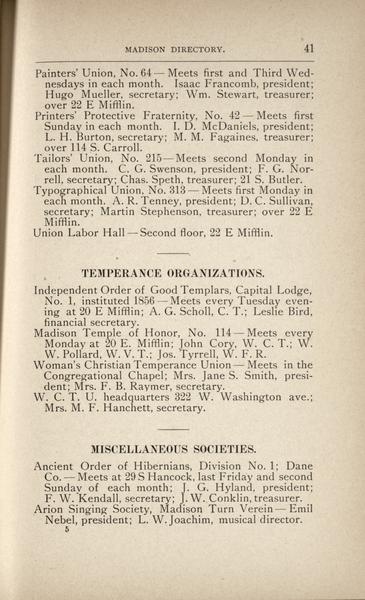 MADISON DIRECTORY. 41
Painters' Union, No. 64—Meets first and Third Wed-
nesdays in each month. Isaac Francomb, president;
Hugo Mueller, secretary; Wm. Stewart, treasurer;
over 22 E Mifflin.
Printers' Protective Fraternity, No. 42—Meets first
Sunday in each month. I. D. McDaniels, president;
L. H. Burton, secretary; M. M. Fagaines, treasurer;
over 114 S. Carroll.
Tailors' Union, No. 215—Meets second Monday in
each month. C. G. Swenson, president; F. G. Nor-
rell, secretary; Chas. Speth, treasurer; 21 S. Butler.
Typographical Union, No. 313—Meets first Monday in
each month. A. R. Tenney, president; D. C. Sullivan,
secretary; Martin Stephenson, treasurer; over 22 E
Mifflin.
Union Labor Hall—Second floor, 22 E. Mifflin.
TEMPERANCE ORGANIZATIONS.
Independent Order of Good Templars, Capital Lodge,
No. 1, instituted 1856—Meets every Tuesday even-
ing at 20 E Mifflin; A. G. Scholl, C. T.; Leslie Bird,
financial secretary.
Madison Temple of Honor, No. 114—Meets every
Monday at 20 E. Mifflin; John Cory, W. C. T.; W.
W. Pollard, W. V. T.; Jos. Tyrrell, W. F. R.
Woman's Christian Temperance Union—Meets in the
Congregational Chapel; Mrs. Jane S. Smith, presi-
dent; Mrs. F. B. Raymer, secretary.
W. C. T. U. headquarters 322 W. Washington ave.;
Mrs. M. F. Hanchett, secretary.
MISCELLANEOUS SOCIETIES.
Ancient Order of Hibernians, Division No. 1; Dane
Co.—Meets at 29 S Hancock, last Friday and second
Sunday of each month; J. G. Hyland, president;
F. W. Kendall, secretary; J. W. Conklin, treasurer.
Arion Singing Society, Madison Turn Verein—Emil
Nebel, president; L. W. Joachim, musical director.
5